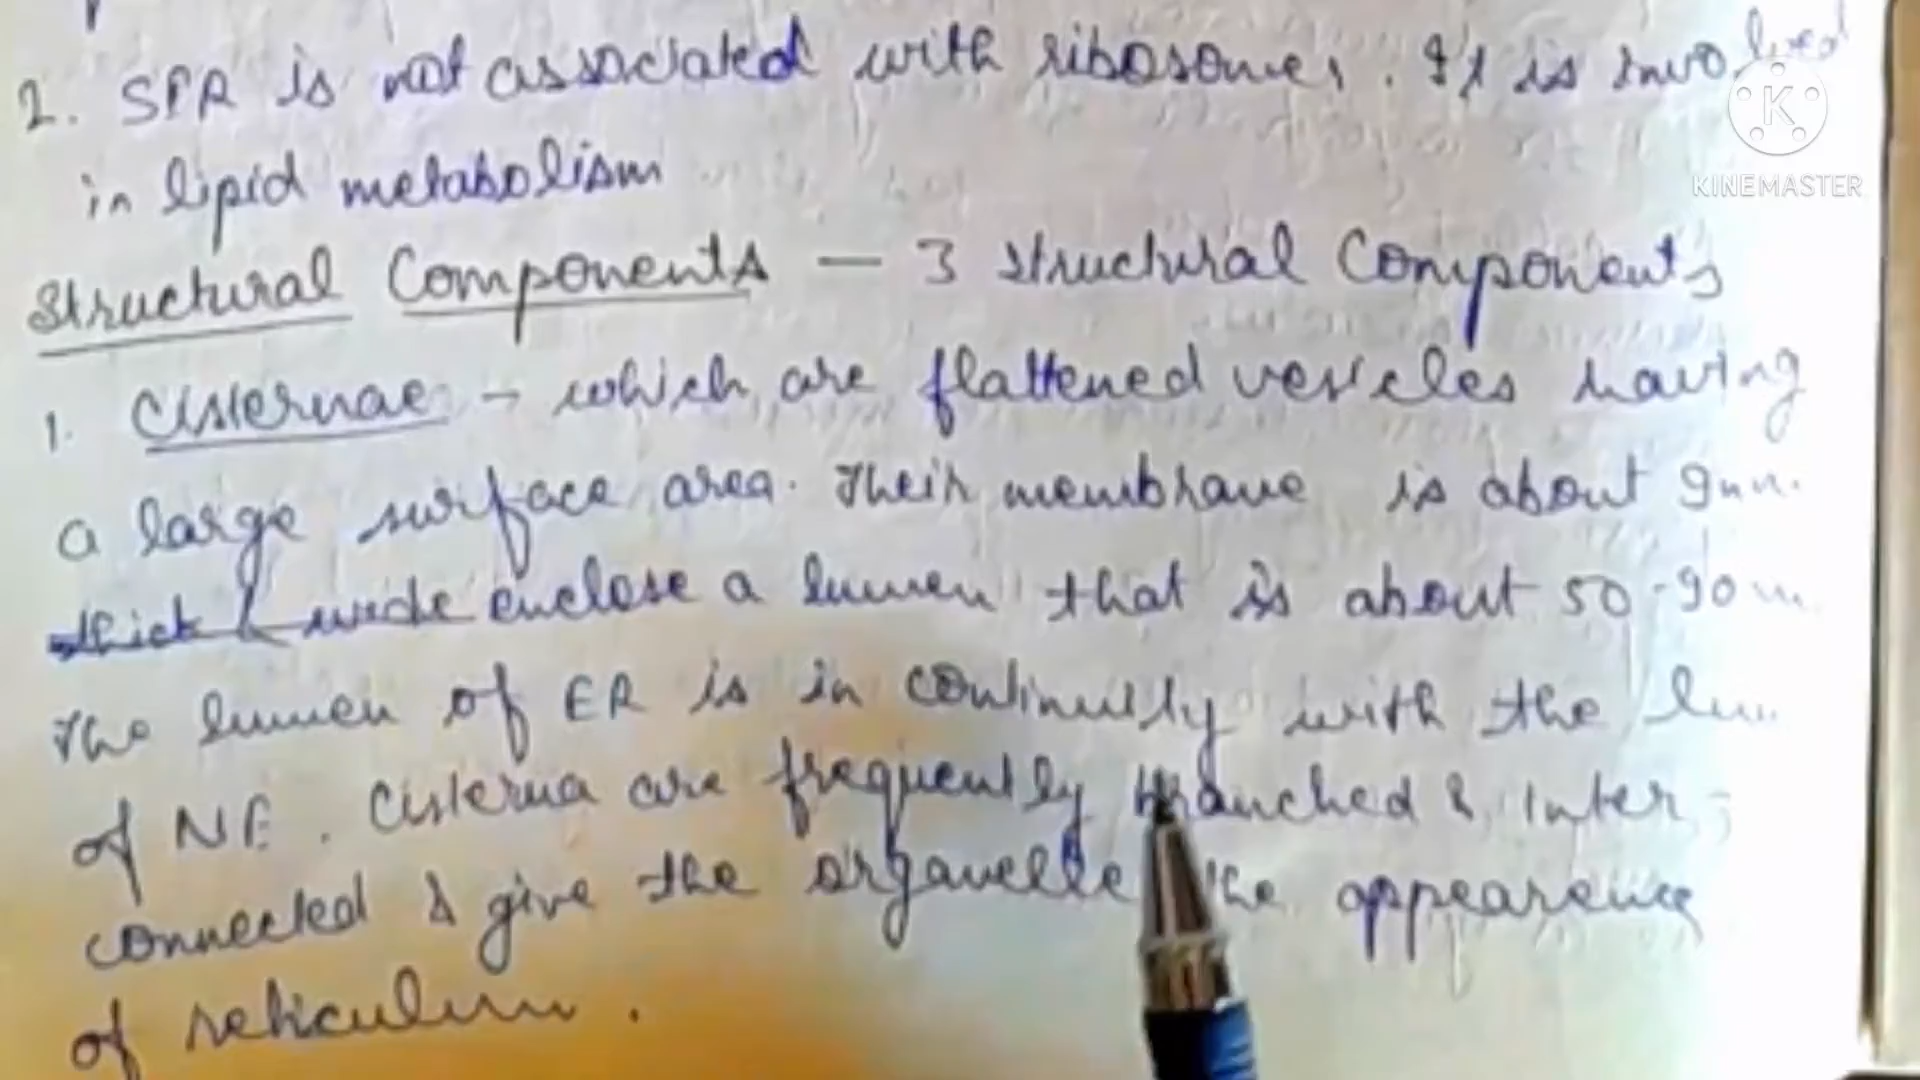 2. SER is not associated with ribosomes. It is involved
in lipid metabolism
Structural Components — 3 structural Components
1. Cisternae - which are flattened vesicles having
a large surface area. Their membrane is about 9nm.
thick & wide enclose a lumen that is about 50-90
The lumen of ER is in continuity with the
of NE. Cisterna are frequently branched & inter-
connected & give the organelle the appearence
of reticulum.
KINEMASTER